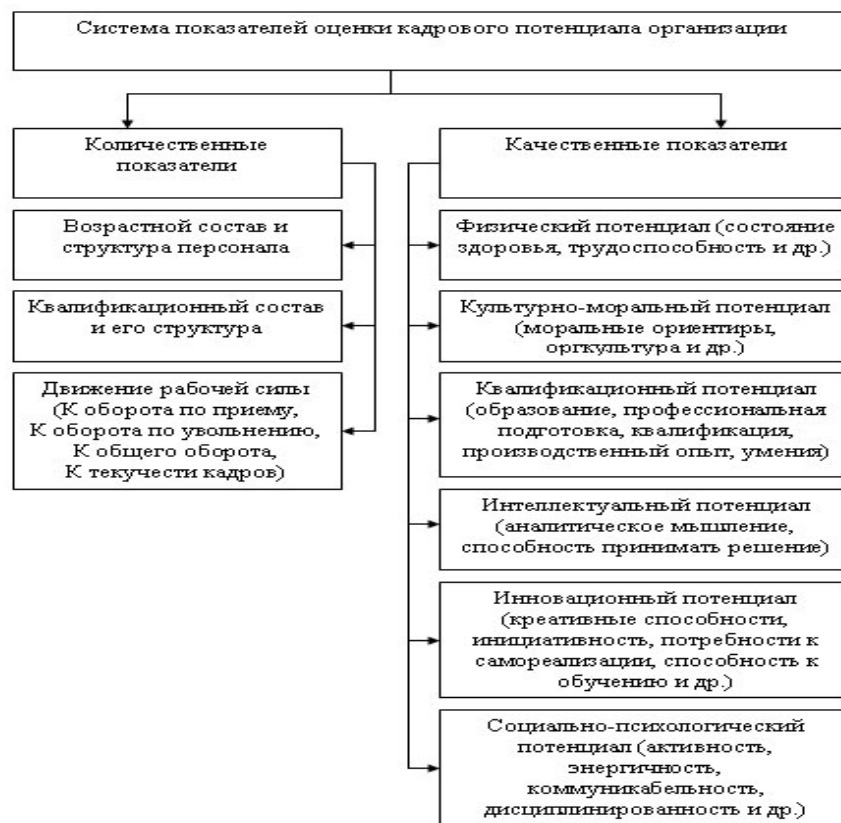 Система показателей оценки кадрового потенциала организации
Количественные
показатели
Возрастной состав и
структура персонала
Квалификационный состав
и его структура
Движение рабочей силы
(К оборота по приему,
К оборота по увольнению,
К общего оборота,
К текучести кадров)
Качественные показатели
Физический потенциал (состояние
здоровья, трудоспособность и др.)
Культурно-моральный потенциал
(моральные ориентиры,
оргкультура и др.)
Квалификационный потенциал
(образование, профессиональная
подготовка, квалификация,
производственный опыт, умения)
Интеллектуальный потенциал
(аналитическое мышление,
способность принимать решение)
Инновационный потенциал
(креативные способности,
инициативность, потребности к
самореализации, способность к
обучению и др.)
Социально-психологический
потенциал (активность,
энергичность,
коммуникабельность,
дисциплинированность и др.)